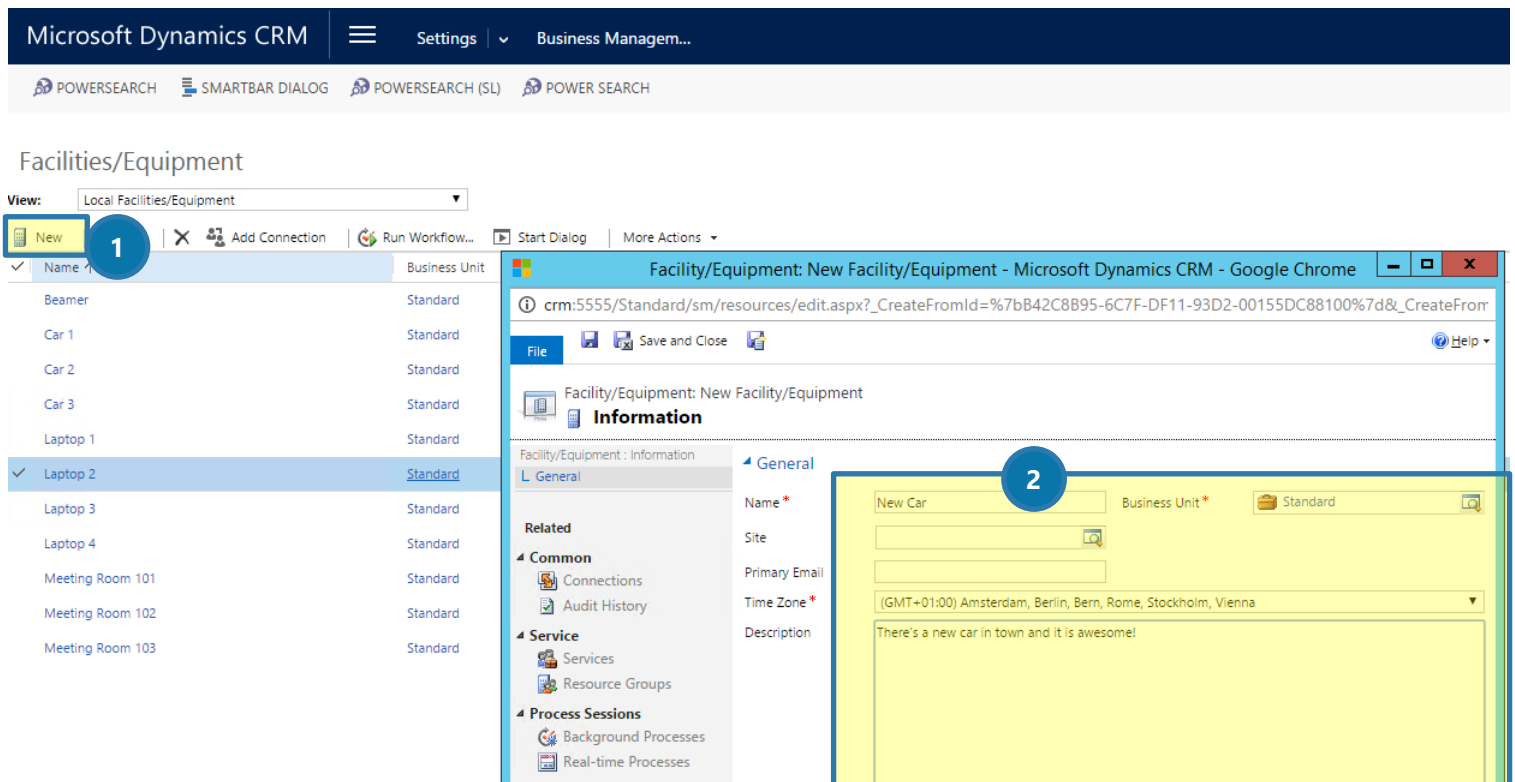 Microsoft Dynamics CRM Settings Business Managem...
POWERSEARCH SMARTBAR DIALOG POWERSEARCH (SL) POWER SEARCH
Facilities/Equipment
View: Local Facilities/Equipment
New 1 Add Connection Run Workflow... Start Dialog More Actions
Name Business Unit
Beamer Standard
Car 1 Standard
Car 2 Standard
Car 3 Standard
Laptop 1 Standard
Laptop 2 Standard
Laptop 3 Standard
Laptop 4 Standard
Meeting Room 101 Standard
Meeting Room 102 Standard
Meeting Room 103 Standard
Facility/Equipment: New Facility/Equipment - Microsoft Dynamics CRM - Google Chrome
crm:5555/Standard/sm/resources/edit.aspx?_CreateFromId=%7bB42C8B95-6C7F-DF11-93D2-00155DC88100%7d&_CreateFrom
File Save and Close Help
Facility/Equipment: New Facility/Equipment
Information
Facility/Equipment : Information
General
Related
Common
Connections
Audit History
Service
Services
Resource Groups
Process Sessions
Background Processes
Real-time Processes
General
2
Name * New Car Business Unit * Standard
Site
Primary Email
Time Zone * (GMT+01:00) Amsterdam, Berlin, Bern, Rome, Stockholm, Vienna
Description There's a new car in town and it is awesome!